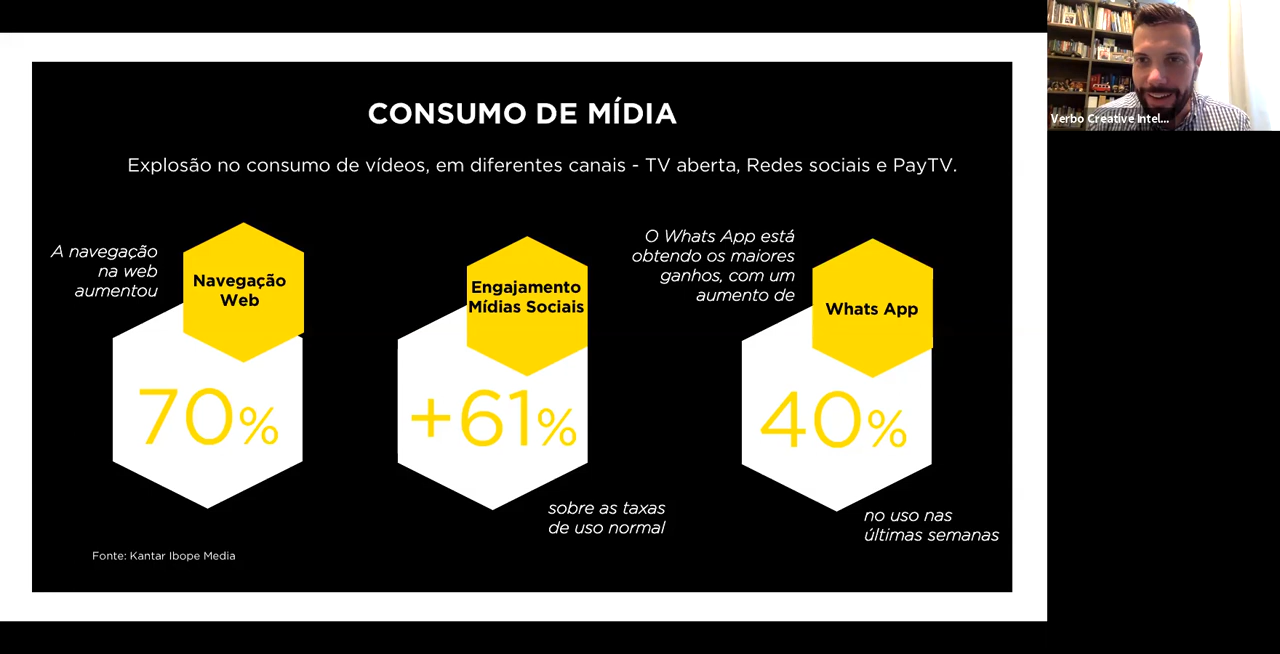 CONSUMO DE MÍDIA
Explosão no consumo de vídeos, em diferentes canais - TV aberta, Redes sociais e PayTV.
A navegação
na web
aumentou
Navegação
Web
70%
Engajamento
Mídias Sociais
+61%
sobre as taxas
de uso normal
O Whats App está
obtendo os maiores
ganhos, com um
aumento de
Whats App
40%
no uso nas
últimas semanas
Fonte: Kantar Ibope Media
Verbo Creative Intel...